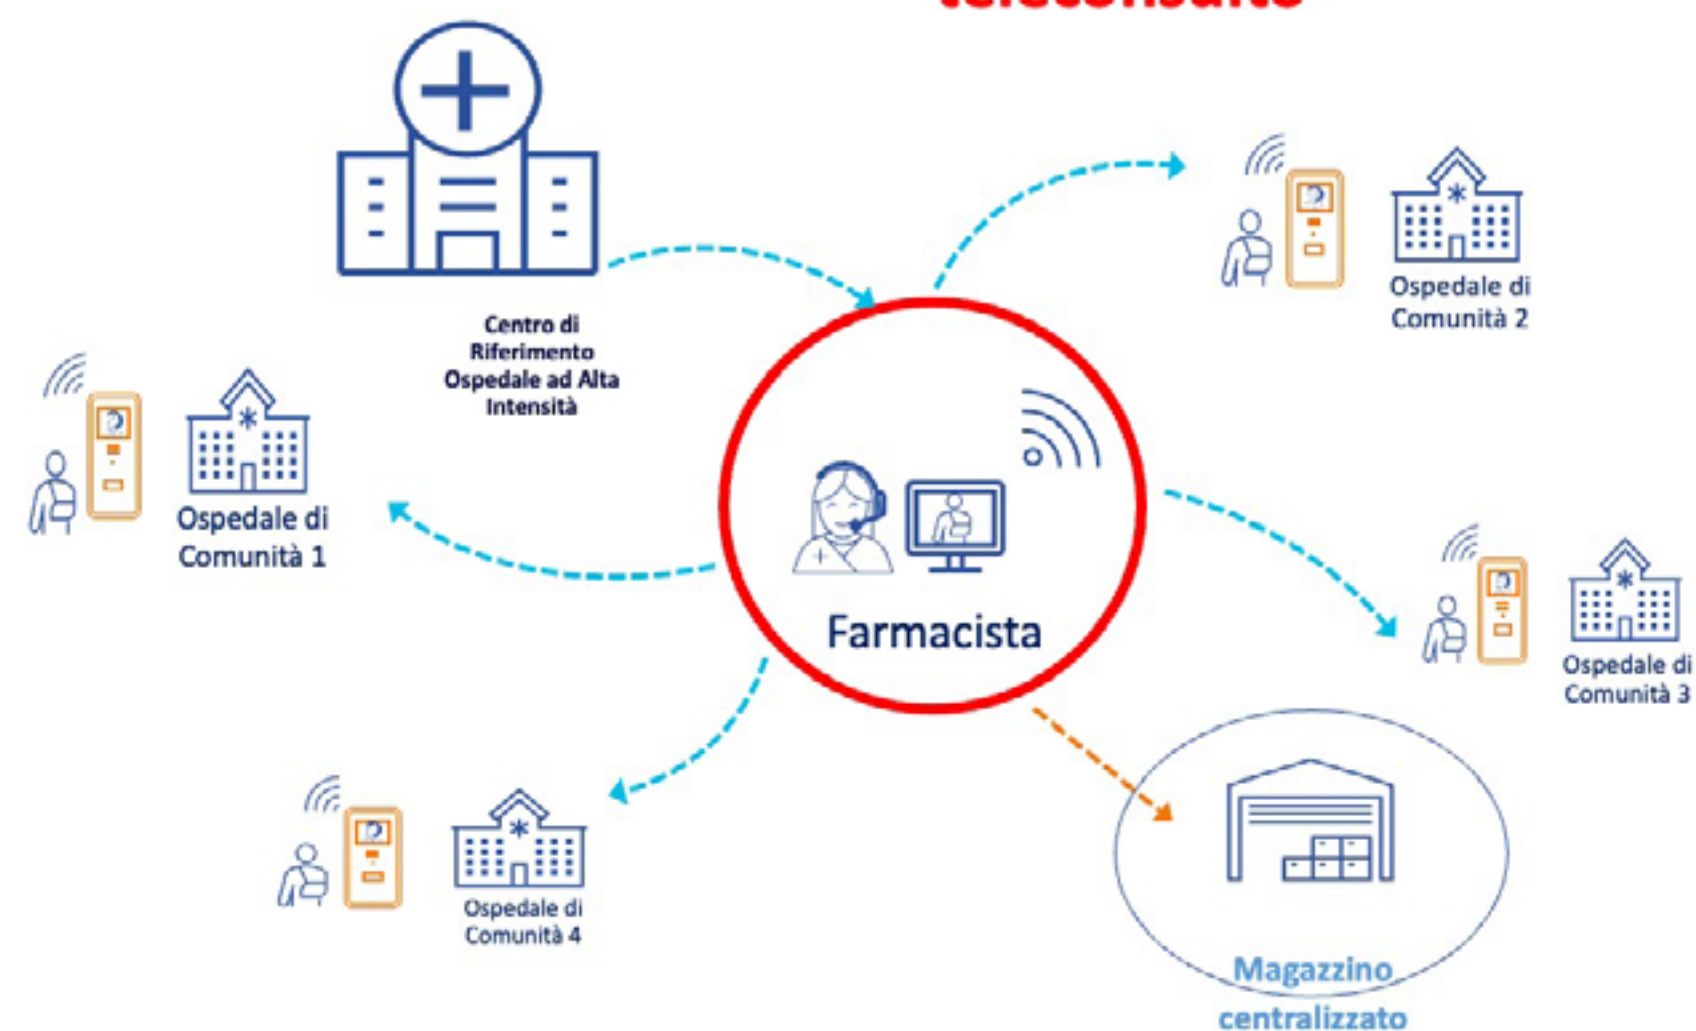 teleconsulto
Centro di
Riferimento
Ospedale ad Alta
Intensità
Ospedale di
Comunità 2
Ospedale di
Comunità 1
Farmacista
Ospedale di
Comunità 3
Ospedale di
Comunità 4
Magazzino
centralizzato